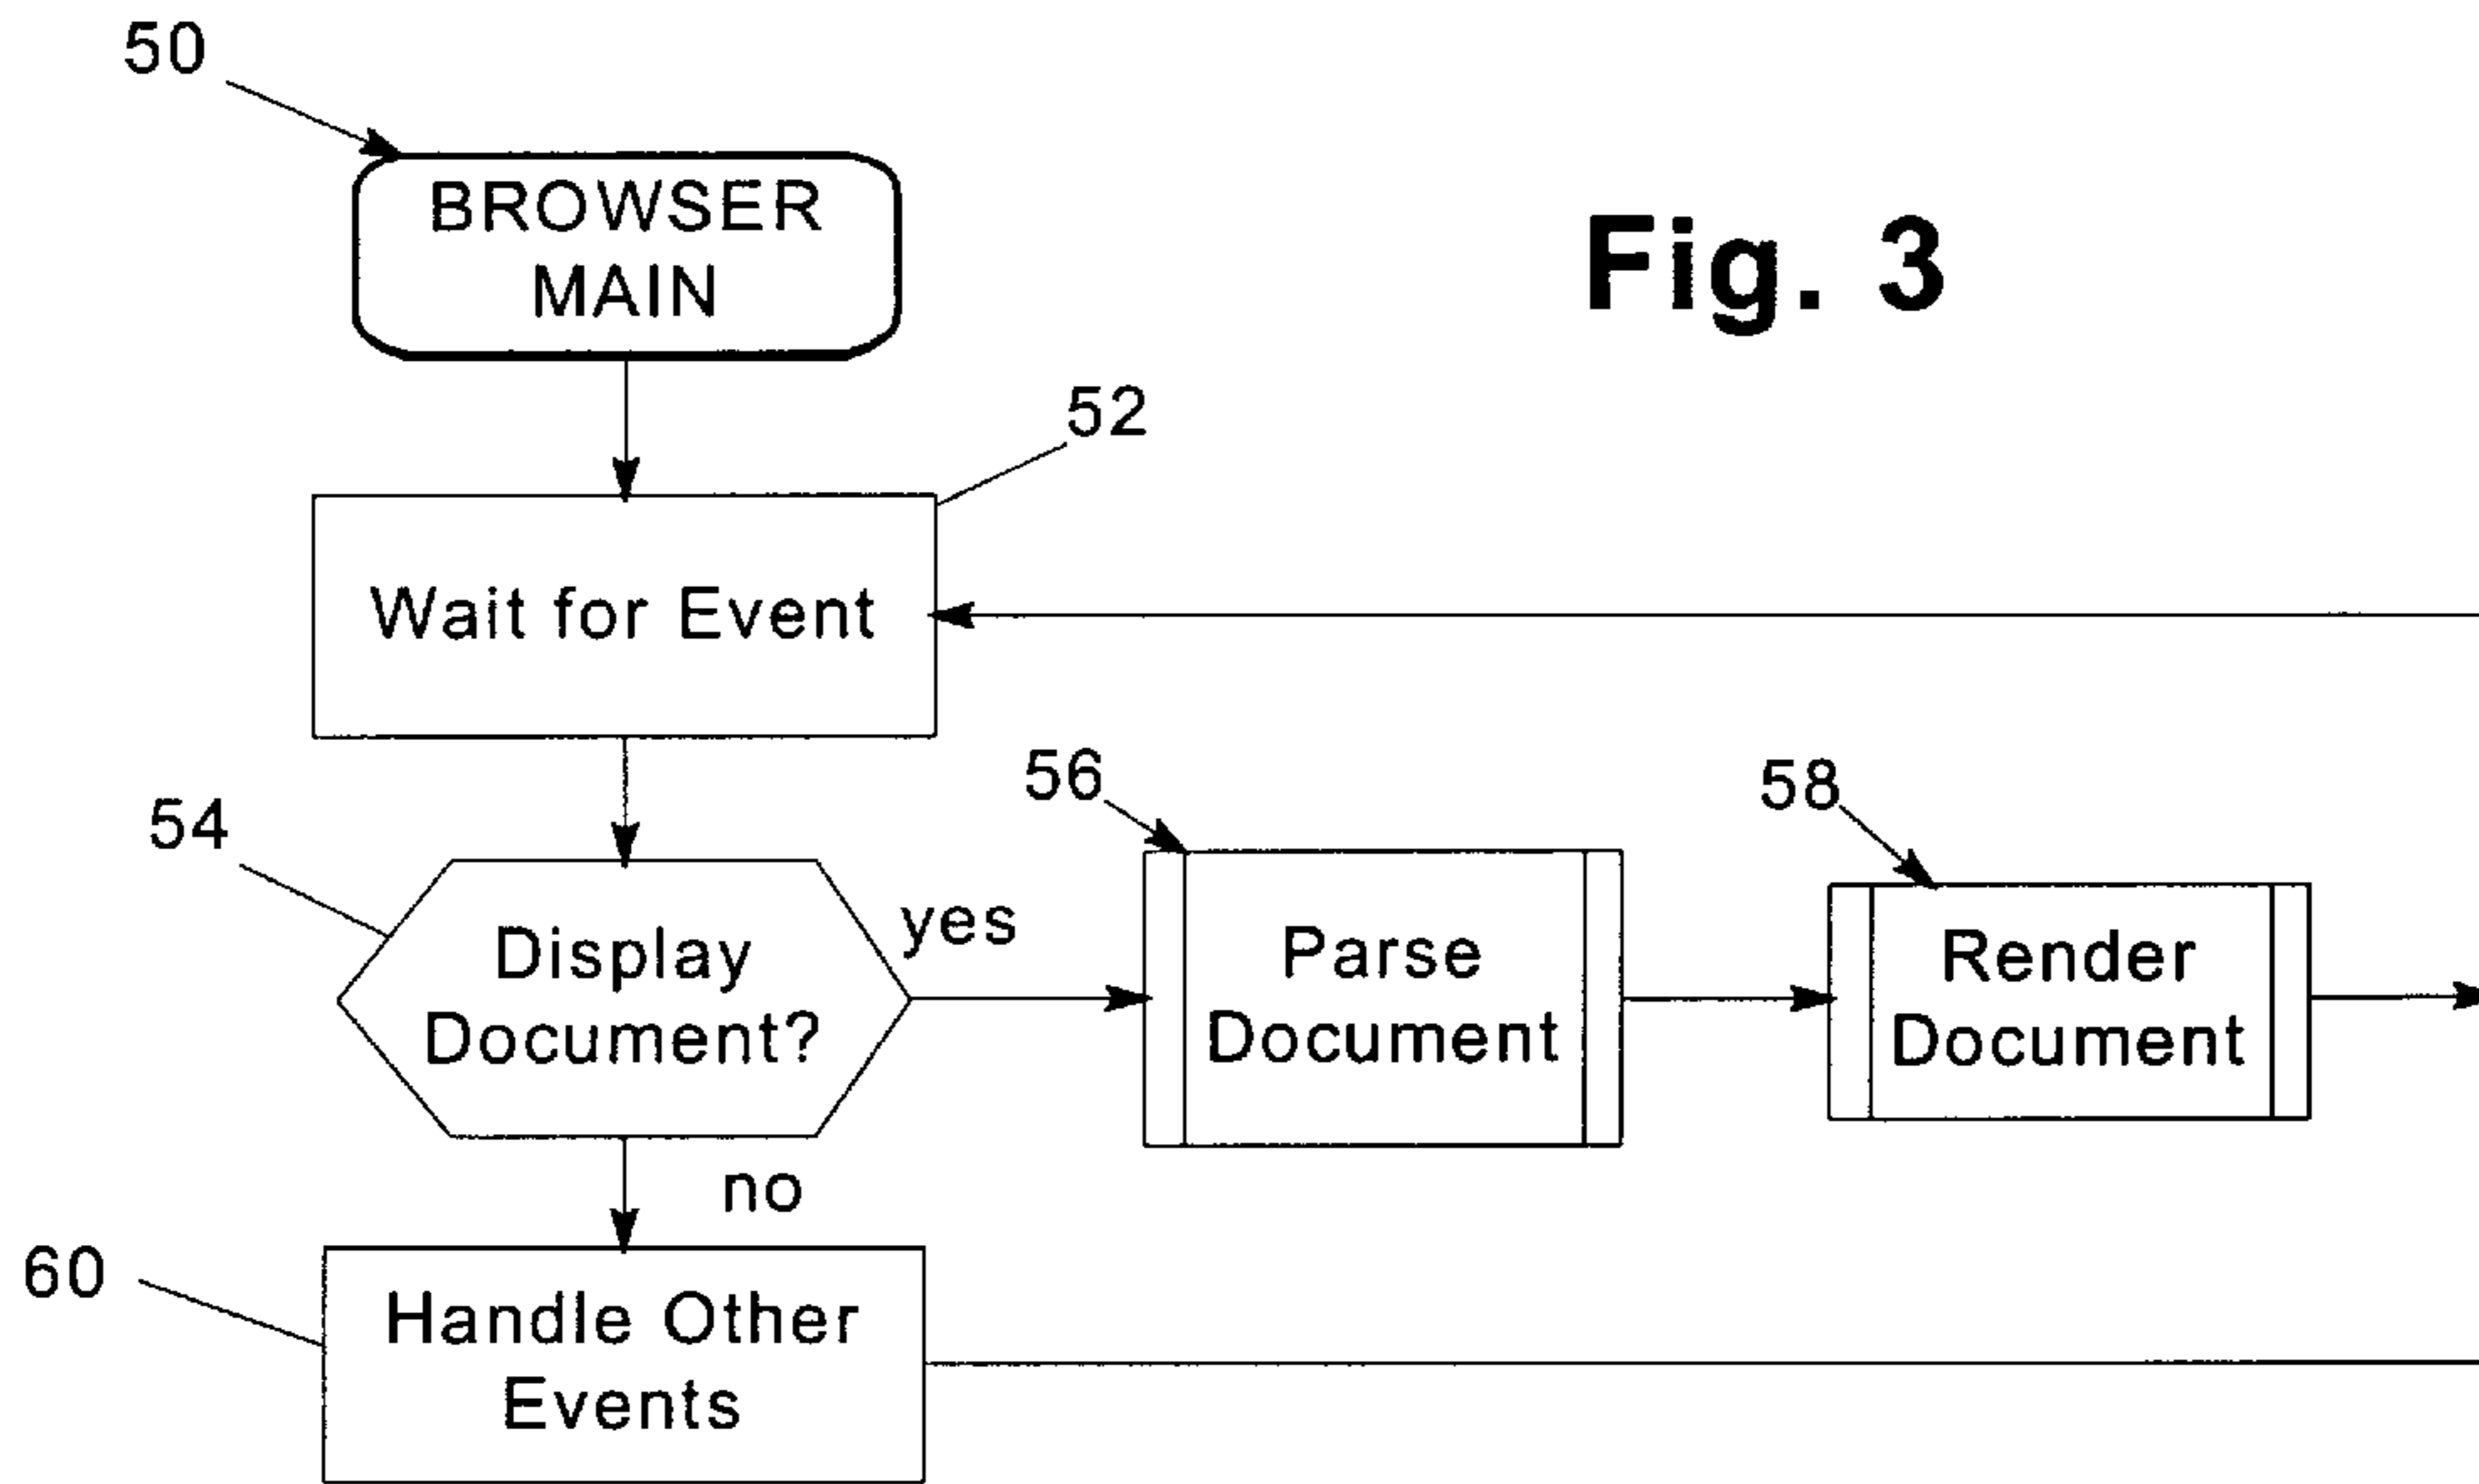 50
BROWSER
MAIN
Fig. 3
52
Wait for Event
54
Display
Document?
yes
56
Parse
Document
58
Render
Document
no
60
Handle Other
Events